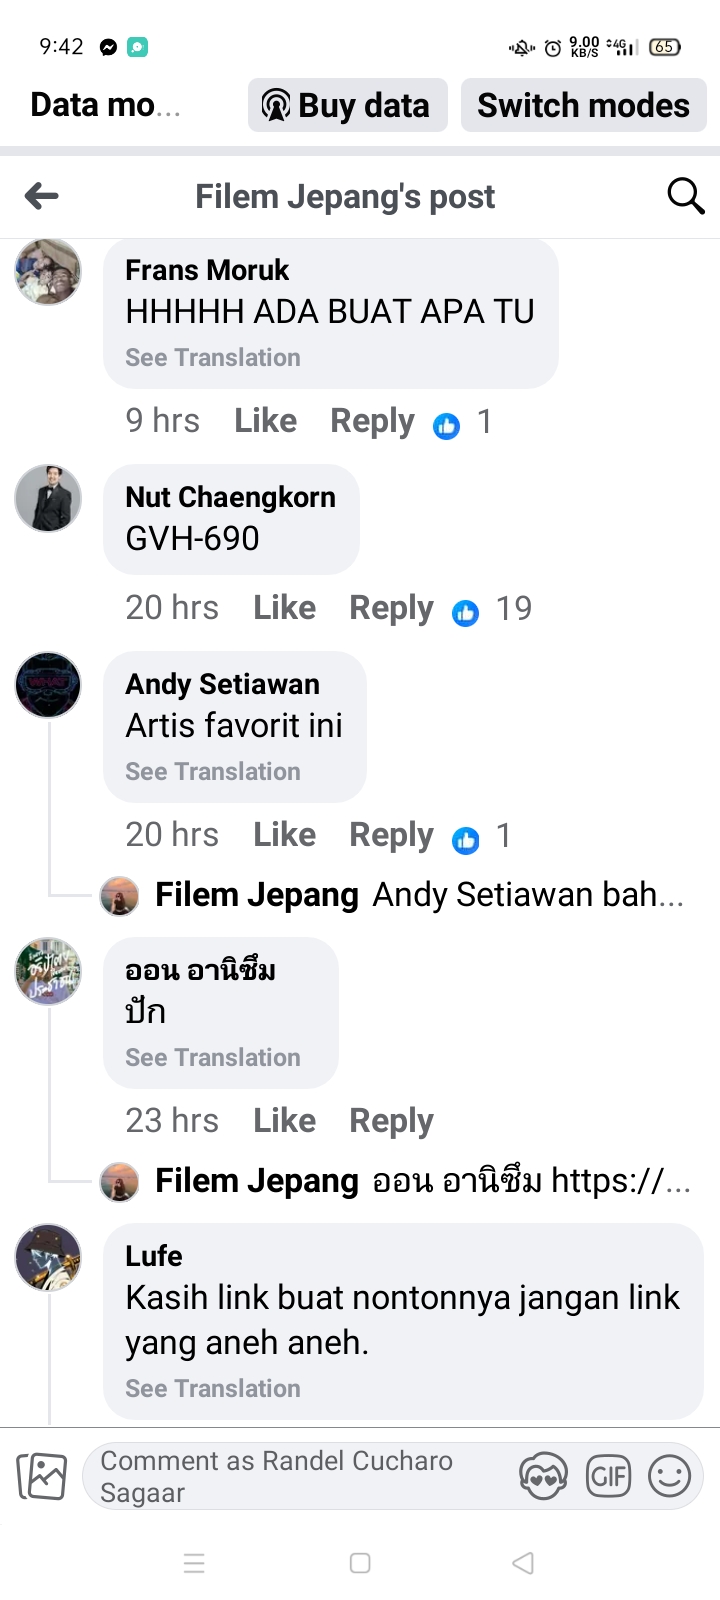 9:42
9.00
KB/S
4G
65
Data mo...
Buy data
Switch modes
Filem Jepang's post
Frans Moruk
HHHHH ADA BUAT APA TU
See Translation
9 hrs Like Reply 1
Nut Chaengkorn
GVH-690
20 hrs Like Reply 19
Andy Setiawan
Artis favorit ini
See Translation
20 hrs Like Reply 1
Filem Jepang Andy Setiawan bah...
ออน อานิซึม
ปัก
See Translation
23 hrs Like Reply
Filem Jepang ออน อานิซึม https://...
Lufe
Kasih link buat nontonnya jangan link
yang aneh aneh.
See Translation
Comment as Randel Cucharo
Sagaar
GIF